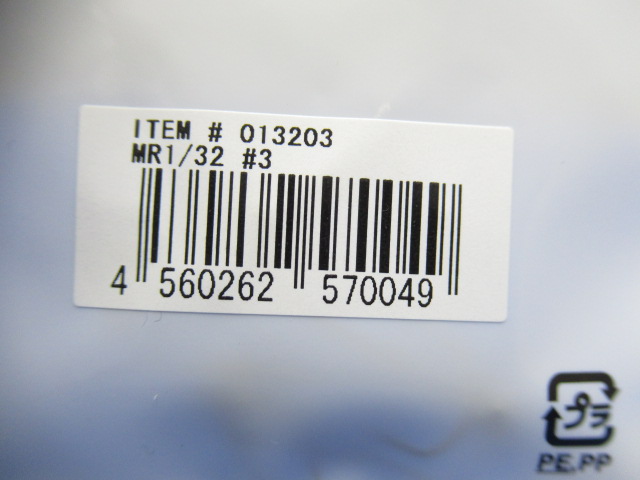 ITEM # 013203
MR1/32 #3
4 560262 570049
プラ
PE.PP